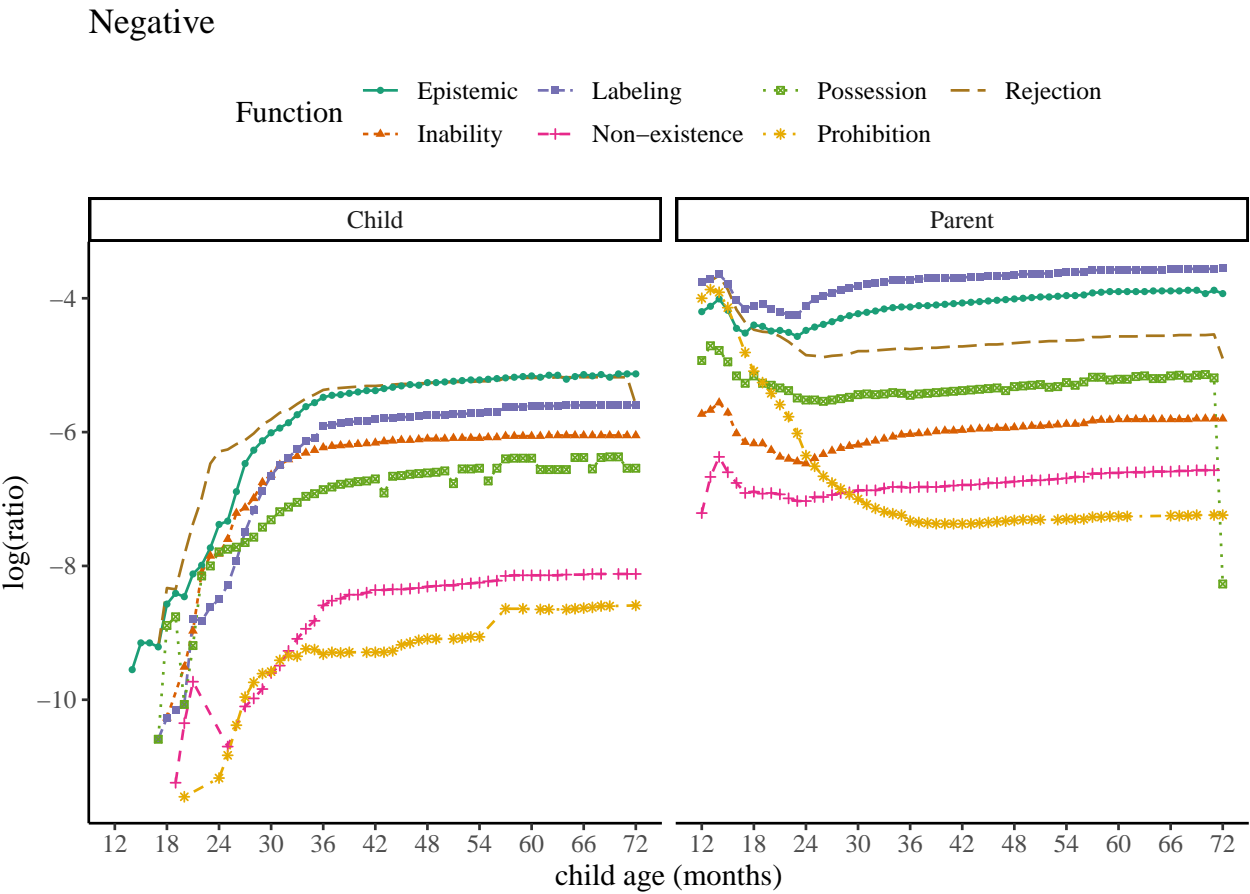 Negative
Function
Epistemic Labeling Possession Rejection
Inability Non−existence Prohibition
Child Parent
−4
−6
−8
−10
log(ratio)
12 18 24 30 36 42 48 54 60 66 72 12 18 24 30 36 42 48 54 60 66 72
child age (months)